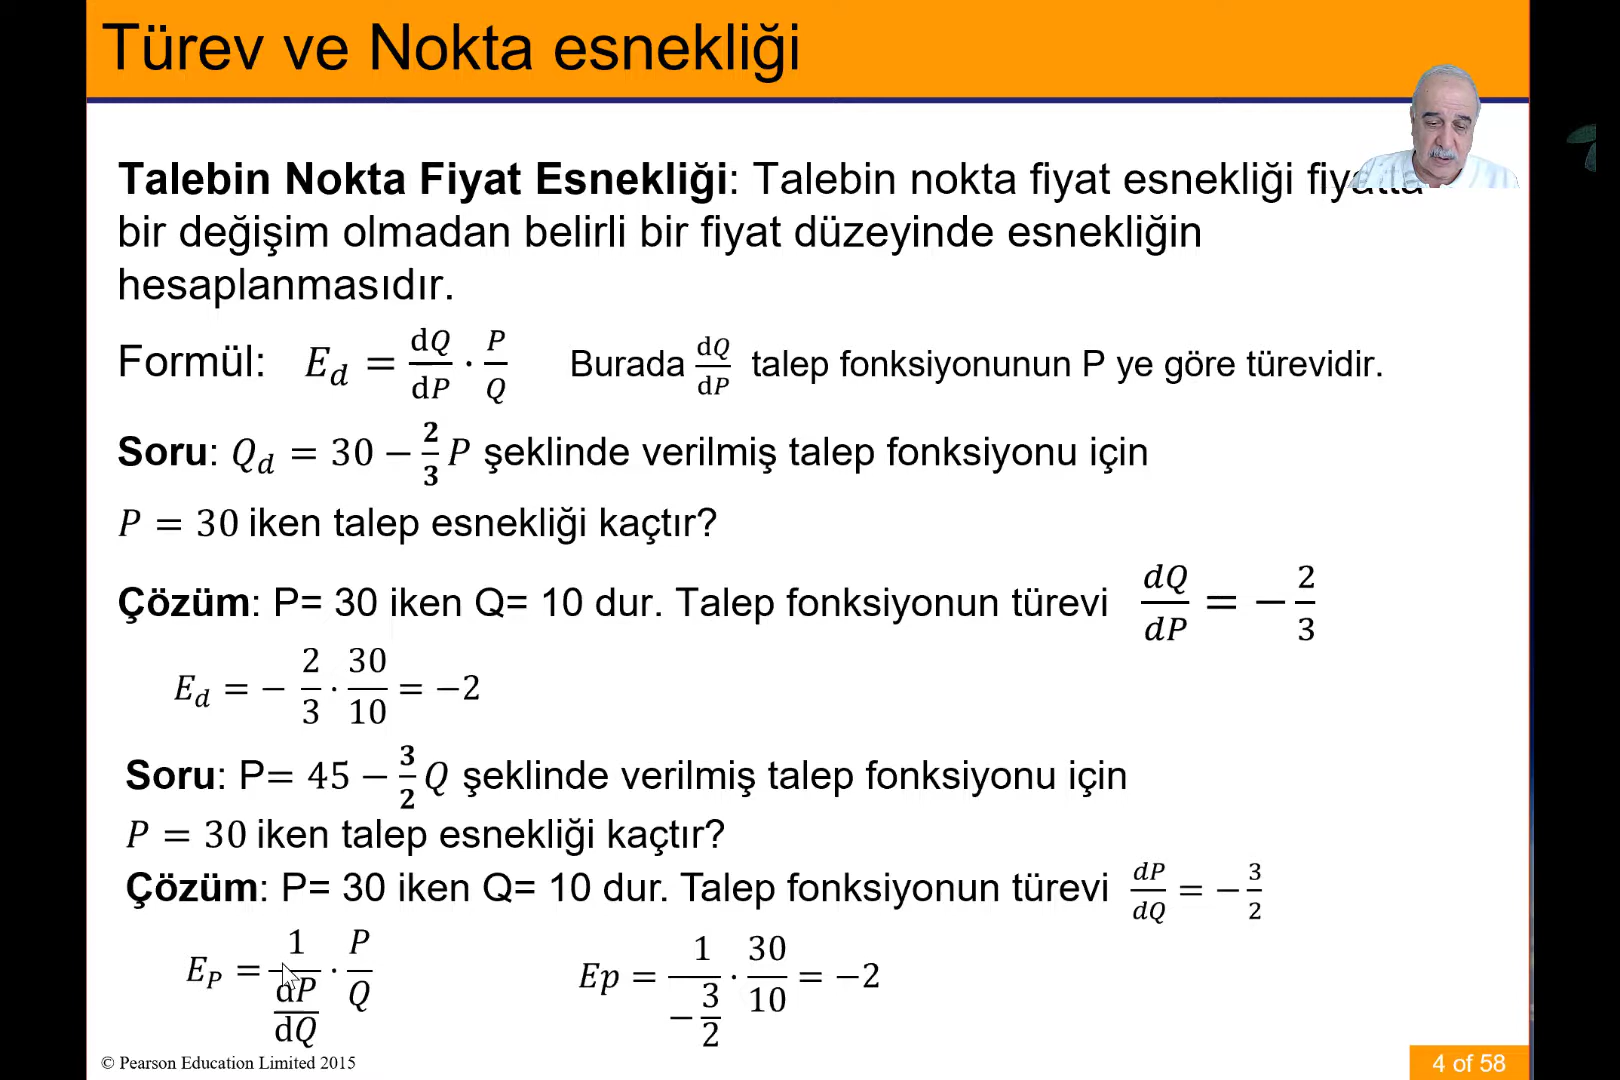 Türev ve Nokta esnekliği
Talebin Nokta Fiyat Esnekliği: Talebin nokta fiyat esnekliği fiyatta
bir değişim olmadan belirli bir fiyat düzeyinde esnekliğin
hesaplanmasıdır.
Formül: E_d = dQ/dP · P/Q Burada dQ/dP talep fonksiyonunun P ye göre türevidir.
Soru: Q_d = 30 − 2/3 P şeklinde verilmiş talep fonksiyonu için
P = 30 iken talep esnekliği kaçtır?
Çözüm: P= 30 iken Q= 10 dur. Talep fonksiyonun türevi dQ/dP = − 2/3
E_d = − 2/3 · 30/10 = −2
Soru: P= 45 − 3/2 Q şeklinde verilmiş talep fonksiyonu için
P = 30 iken talep esnekliği kaçtır?
Çözüm: P= 30 iken Q= 10 dur. Talep fonksiyonun türevi dP/dQ = − 3/2
E_P = 1/(dP/dQ) · P/Q Ep = 1/(− 3/2) · 30/10 = −2
© Pearson Education Limited 2015
4 of 58